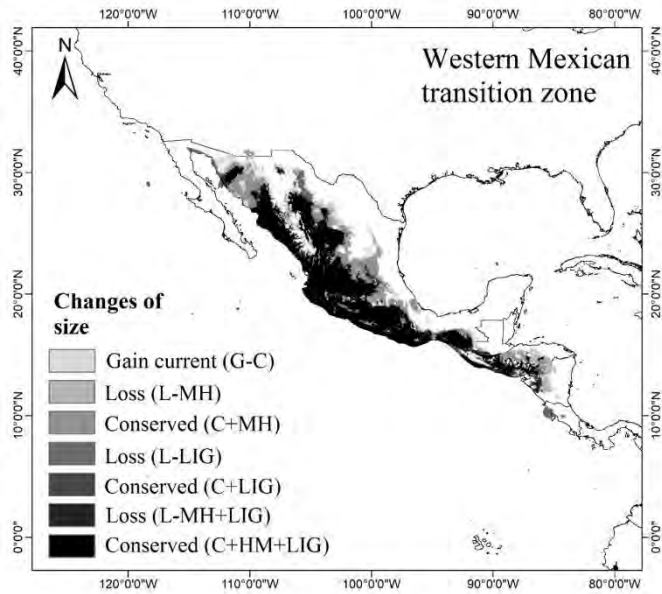 120°0'0"W 110°0'0"W 100°0'0"W 90°0'0"W 80°0'0"W
40°0'0"N 40°0'0"N
N
Western Mexican
transition zone
30°0'0"N 30°0'0"N
20°0'0"N 20°0'0"N
10°0'0"N 10°0'0"N
0°0'0" 0°0'0"
Changes of
size
Gain current (G-C)
Loss (L-MH)
Conserved (C+MH)
Loss (L-LIG)
Conserved (C+LIG)
Loss (L-MH+LIG)
Conserved (C+HM+LIG)
120°0'0"W 110°0'0"W 100°0'0"W 90°0'0"W 80°0'0"W